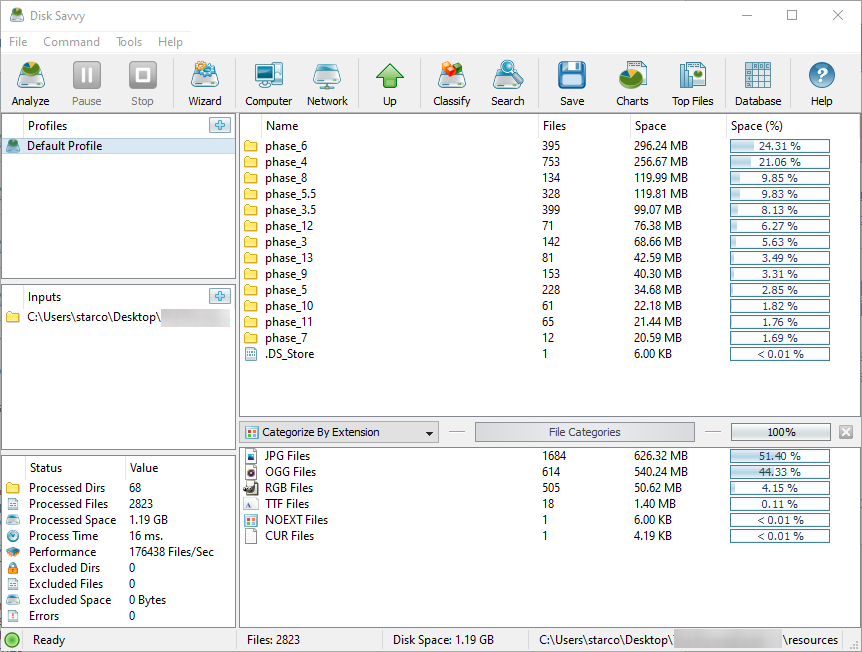 Disk Savvy
File Command Tools Help
Analyze Pause Stop Wizard Computer Network Up Classify Search Save Charts Top Files Database Help
Profiles
Default Profile
Inputs
C:\Users\starco\Desktop\
Status Value
Processed Dirs 68
Processed Files 2823
Processed Space 1.19 GB
Process Time 16 ms.
Performance 176438 Files/Sec
Excluded Dirs 0
Excluded Files 0
Excluded Space 0 Bytes
Errors 0
Name Files Space Space (%)
phase_6 395 296.24 MB 24.31 %
phase_4 753 256.67 MB 21.06 %
phase_8 134 119.99 MB 9.85 %
phase_5.5 328 119.81 MB 9.83 %
phase_3.5 399 99.07 MB 8.13 %
phase_12 71 76.38 MB 6.27 %
phase_3 142 68.66 MB 5.63 %
phase_13 81 42.59 MB 3.49 %
phase_9 153 40.30 MB 3.31 %
phase_5 228 34.68 MB 2.85 %
phase_10 61 22.18 MB 1.82 %
phase_11 65 21.44 MB 1.76 %
phase_7 12 20.59 MB 1.69 %
.DS_Store 1 6.00 KB < 0.01 %
Categorize By Extension File Categories 100%
JPG Files 1684 626.32 MB 51.40 %
OGG Files 614 540.24 MB 44.33 %
RGB Files 505 50.62 MB 4.15 %
TTF Files 18 1.40 MB 0.11 %
NOEXT Files 1 6.00 KB < 0.01 %
CUR Files 1 4.19 KB < 0.01 %
Ready Files: 2823 Disk Space: 1.19 GB C:\Users\starco\Desktop\ \resources